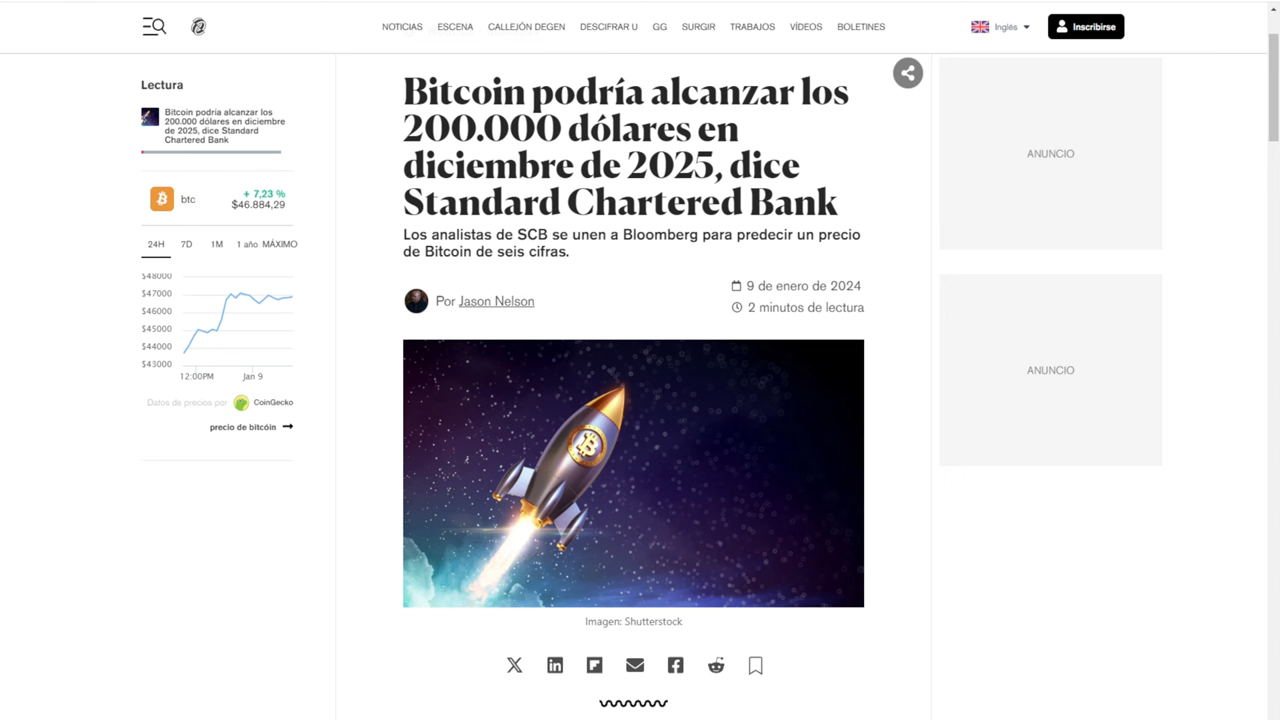 NOTICIAS ESCENA CALLEJÓN DEGEN DESCIFRAR U GG SURGIR TRABAJOS VÍDEOS BOLETINES
Inglés
Inscribirse
Lectura
Bitcoin podría alcanzar los
200.000 dólares en diciembre
de 2025, dice Standard
Chartered Bank
btc
+ 7,23 %
$46.884,29
24H 7D 1M 1 año MÁXIMO
$48000
$47000
$46000
$45000
$44000
$43000
12:00PM Jan 9
Datos de precios por CoinGecko
precio de bitcóin
Bitcoin podría alcanzar los
200.000 dólares en
diciembre de 2025, dice
Standard Chartered Bank
Los analistas de SCB se unen a Bloomberg para predecir un precio
de Bitcoin de seis cifras.
Por Jason Nelson
9 de enero de 2024
2 minutos de lectura
Imagen: Shutterstock
ANUNCIO
ANUNCIO